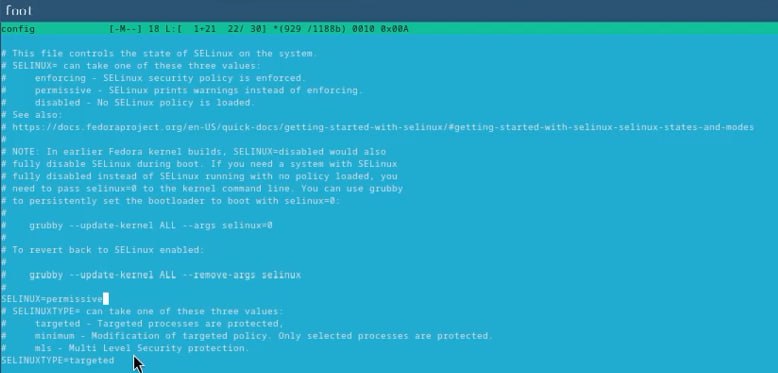 foot
config [-M--] 18 L:[ 1+21 22/ 30] *(929 /1188b) 0010 0x00A
# This file controls the state of SELinux on the system.
# SELINUX= can take one of these three values:
#     enforcing - SELinux security policy is enforced.
#     permissive - SELinux prints warnings instead of enforcing.
#     disabled - No SELinux policy is loaded.
# See also:
# https://docs.fedoraproject.org/en-US/quick-docs/getting-started-with-selinux/#getting-started-with-selinux-selinux-states-and-modes
#
# NOTE: In earlier Fedora kernel builds, SELINUX=disabled would also
# fully disable SELinux during boot. If you need a system with SELinux
# fully disabled instead of SELinux running with no policy loaded, you
# need to pass selinux=0 to the kernel command line. You can use grubby
# to persistently set the bootloader to boot with selinux=0:
#
#    grubby --update-kernel ALL --args selinux=0
#
# To revert back to SELinux enabled:
#
#    grubby --update-kernel ALL --remove-args selinux
#
SELINUX=permissive
# SELINUXTYPE= can take one of these three values:
#     targeted - Targeted processes are protected,
#     minimum - Modification of targeted policy. Only selected processes are protected.
#     mls - Multi Level Security protection.
SELINUXTYPE=targeted